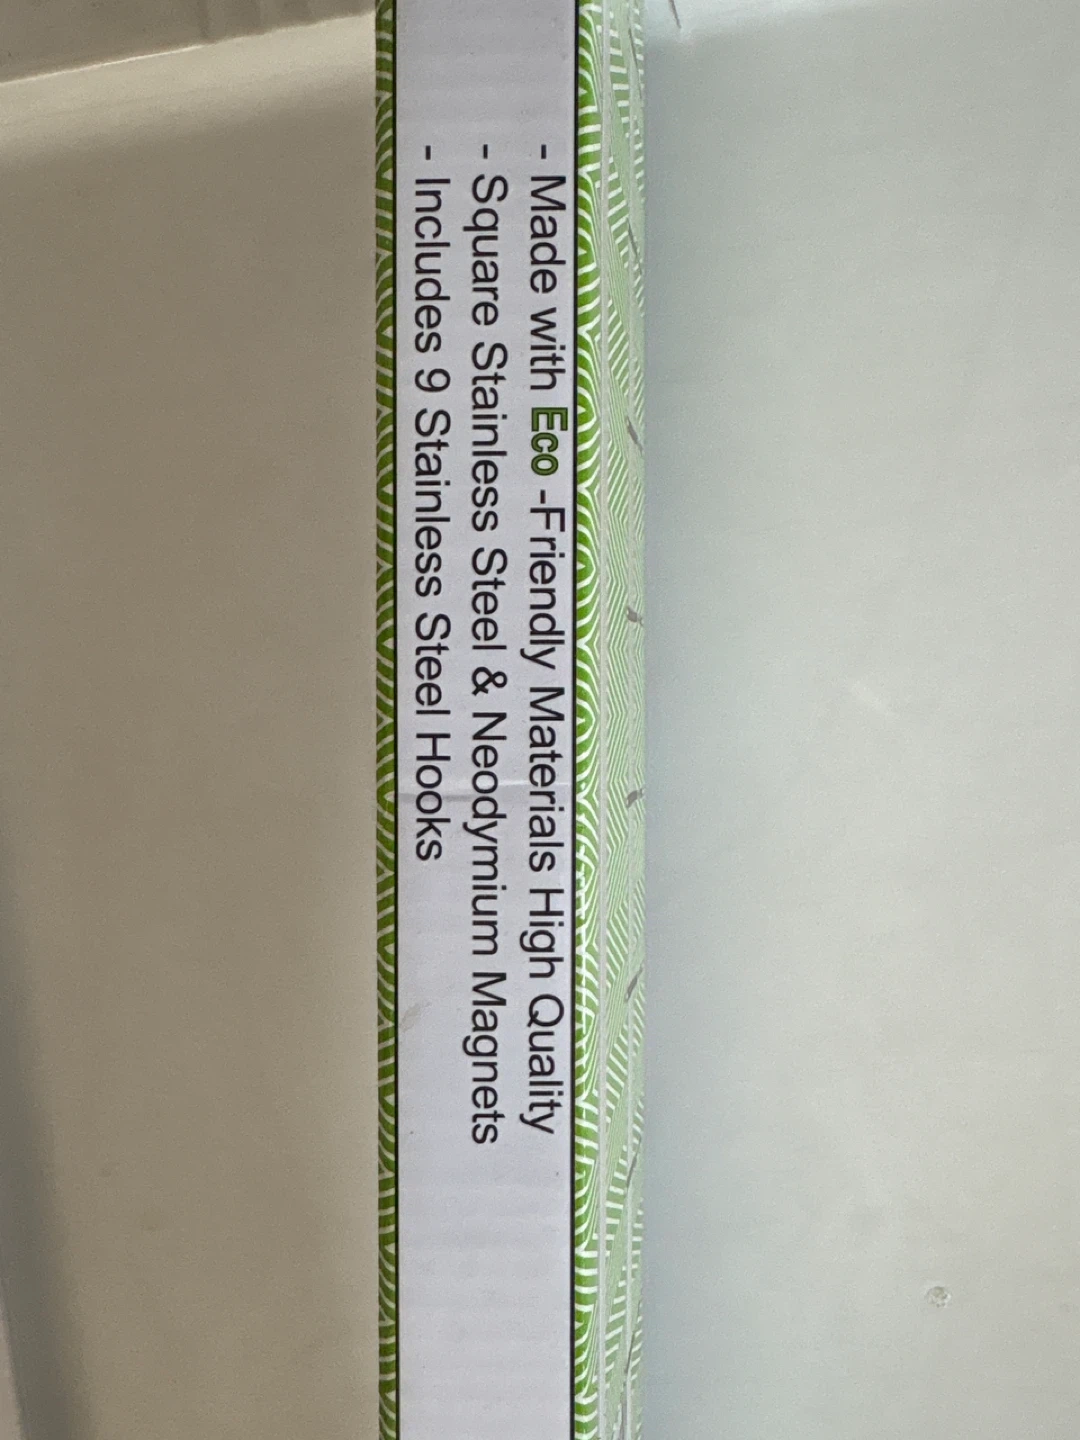 - Made with Eco -Friendly Materials High Quality
- Square Stainless Steel & Neodymium Magnets
- Includes 9 Stainless Steel Hooks